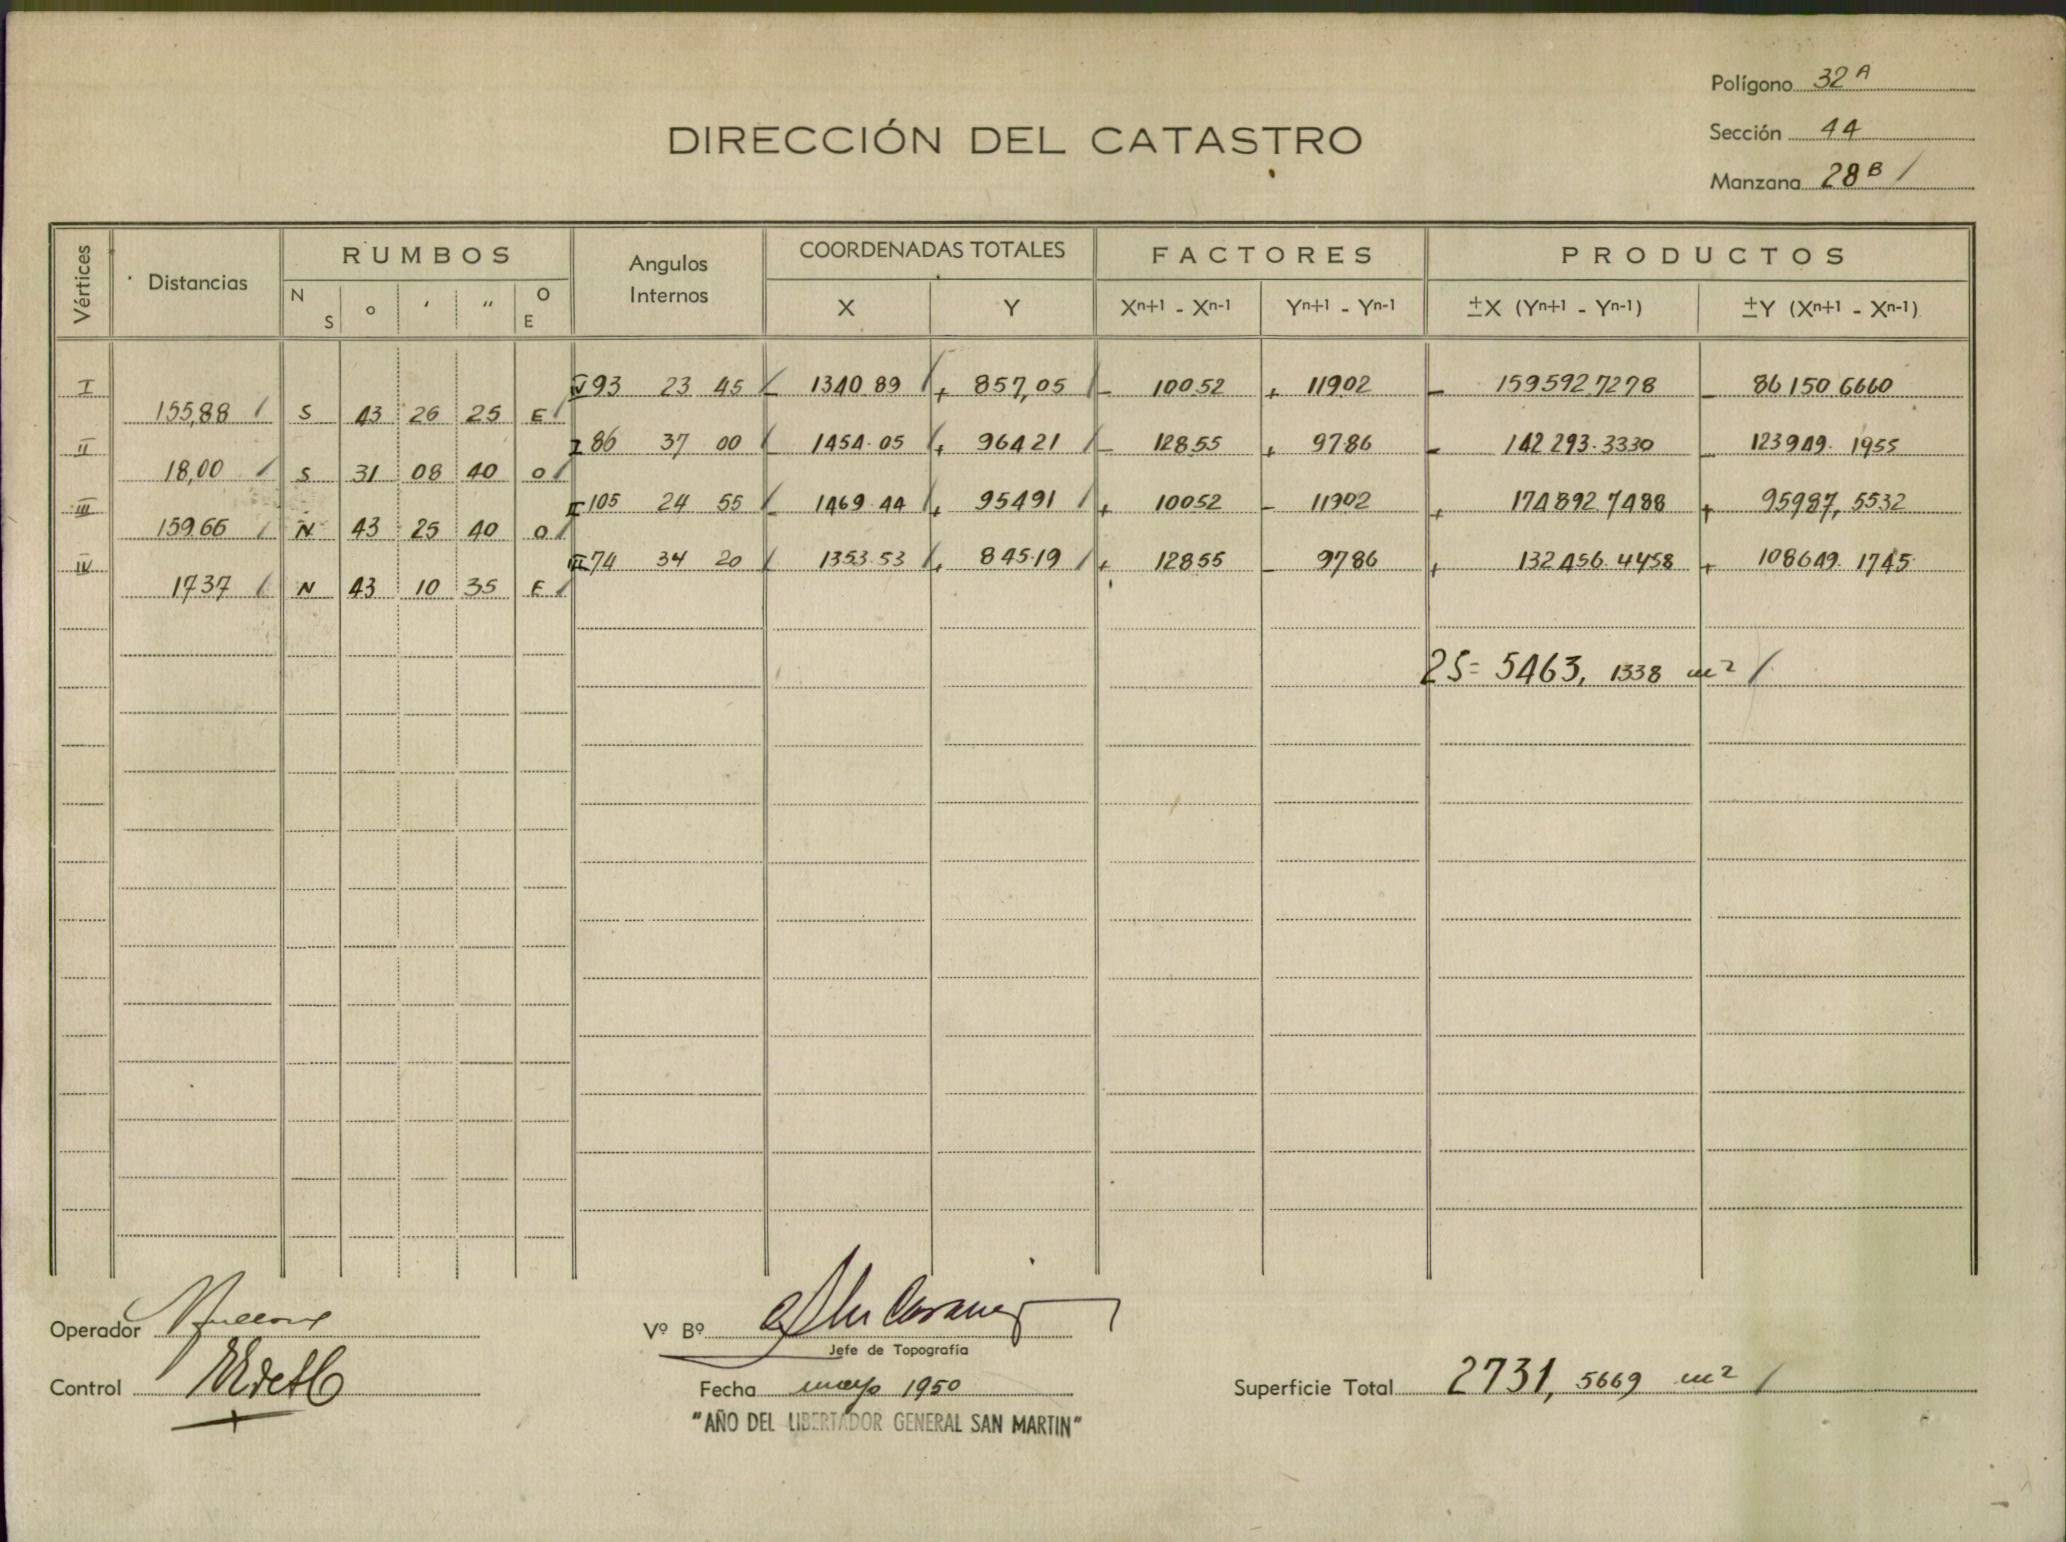 Polígono 32 A
Sección 44
Manzana 28 B /
DIRECCIÓN DEL CATASTRO
Vértices Distancias RUMBOS Angulos Internos COORDENADAS TOTALES FACTORES PRODUCTOS
N S o ' " O E X Y Xn+1 - Xn-1 Yn+1 - Yn-1 ±X (Yn+1 - Yn-1) ±Y (Xn+1 - Xn-1)
I IV 93 23 45 / - 1340 89 / + 857,05 / - 100 52 + 119 02 - 159592.7278 - 86 150.6660
155,88 / S 43 26 25 E /
II I 86 37 00 / - 1454.05 / + 964 21 / - 128 55 + 97 86 - 142 293.3330 - 123949. 1955
18,00 / S 31 08 40 O /
III II 105 24 55 / - 1469.44 / + 954 91 / + 100 52 - 119 02 + 174892.7488 + 95987, 5532
159.66 / N 43 25 40 O /
IV III 74 34 20 / - 1353.53 / + 845.19 / + 128 55 - 97 86 + 132456.4458 + 108649. 1745
17 37 / N 43 10 35 E /
2S= 5463, 1338 m2 /
Operador
Vº Bº
Jefe de Topografía
Control
Fecha mayo 1950
Superficie Total 2731, 5669 m2 /
"AÑO DEL LIBERTADOR GENERAL SAN MARTIN"